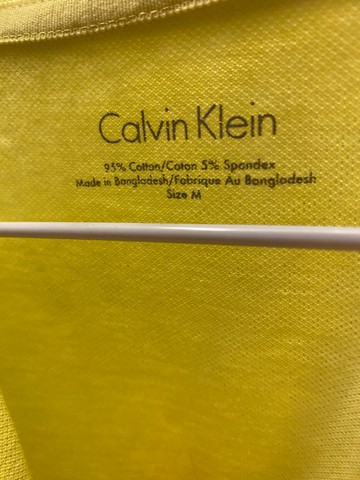 Calvin Klein
95% Cotton/Coton 5% Spandex
Made in Bangladesh/Fabrique Au Bangladesh
Size M